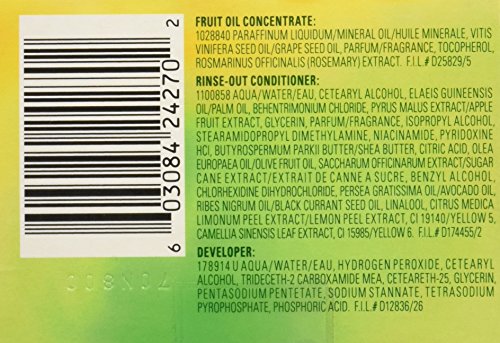 FRUIT OIL CONCENTRATE:
1028840 PARAFFINUM LIQUIDUM/MINERAL OIL/HUILE MINERALE, VITIS
VINIFERA SEED OIL/GRAPE SEED OIL, PARFUM/FRAGRANCE, TOCOPHEROL,
ROSMARINUS OFFICINALIS (ROSEMARY) EXTRACT. F.I.L.# D25829/5
RINSE-OUT CONDITIONER:
1100858 AQUA/WATER/EAU, CETEARYL ALCOHOL, ELAEIS GUINEENSIS
OIL/PALM OIL, BEHENTRIMONIUM CHLORIDE, PYRUS MALUS EXTRACT/APPLE
FRUIT EXTRACT, GLYCERIN, PARFUM/FRAGRANCE, ISOPROPYL ALCOHOL,
STEARAMIDOPROPYL DIMETHYLAMINE, NIACINAMIDE, PYRIDOXINE
HCl, BUTYROSPERMUM PARKII BUTTER/SHEA BUTTER, CITRIC ACID, OLEA
EUROPAEA OIL/OLIVE FRUIT OIL, SACCHARUM OFFICINARUM EXTRACT/SUGAR
CANE EXTRACT/EXTRAIT DE CANNE A SUCRE, BENZYL ALCOHOL,
CHLORHEXIDINE DIHYDROCHLORIDE, PERSEA GRATISSIMA OIL/AVOCADO OIL,
RIBES NIGRUM OIL/BLACK CURRANT SEED OIL, LINALOOL, CITRUS MEDICA
LIMONUM PEEL EXTRACT/LEMON PEEL EXTRACT, CI 19140/YELLOW 5,
CAMELLIA SINENSIS LEAF EXTRACT, CI 15985/YELLOW 6. F.I.L.# D174455/2
DEVELOPER:
178914 U AQUA/WATER/EAU, HYDROGEN PEROXIDE, CETEARYL
ALCOHOL, TRIDECETH-2 CARBOXAMIDE MEA, CETEARETH-25, GLYCERIN,
PENTASODIUM PENTETATE, SODIUM STANNATE, TETRASODIUM
PYROPHOSPHATE, PHOSPHORIC ACID. F.I.L.# D12836/26
6 03084 24270 2